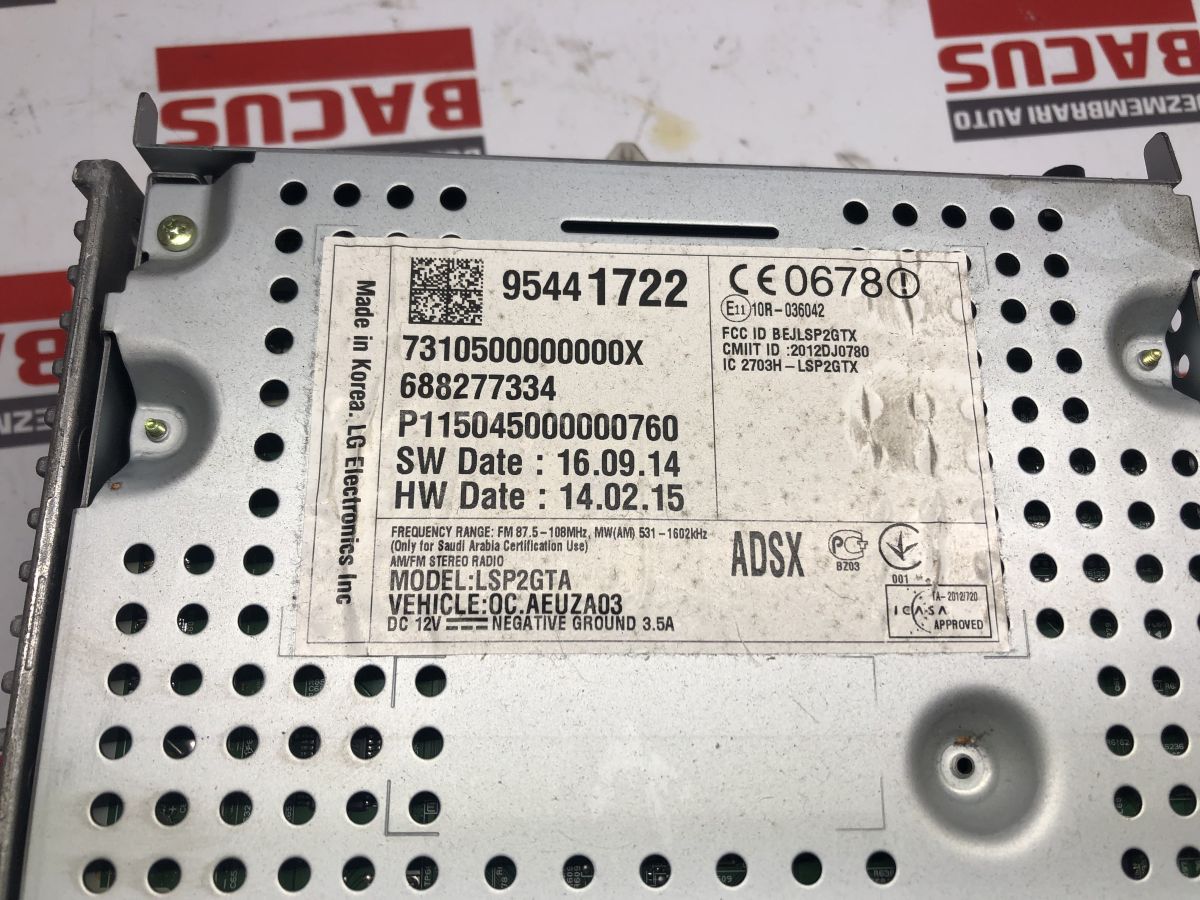 BACUS
BACUS
DEZMEMBRARI AUTO
Made in Korea. LG Electronics Inc
95441722
7310500000000X
688277334
P115045000000760
SW Date : 16.09.14
HW Date : 14.02.15
CE0678
E11 10R-036042
FCC ID BEJLSP2GTX
CMIIT ID :2012DJ0780
IC 2703H-LSP2GTX
FREQUENCY RANGE: FM 87.5-108MHz, MW(AM) 531-1602kHz
(Only for Saudi Arabia Certification Use)
AM/FM STEREO RADIO
MODEL:LSP2GTA
VEHICLE:OC.AEUZA03
DC 12V NEGATIVE GROUND 3.5A
ADSX
BZ03
001
TA-2012/720
ICASA
APPROVED